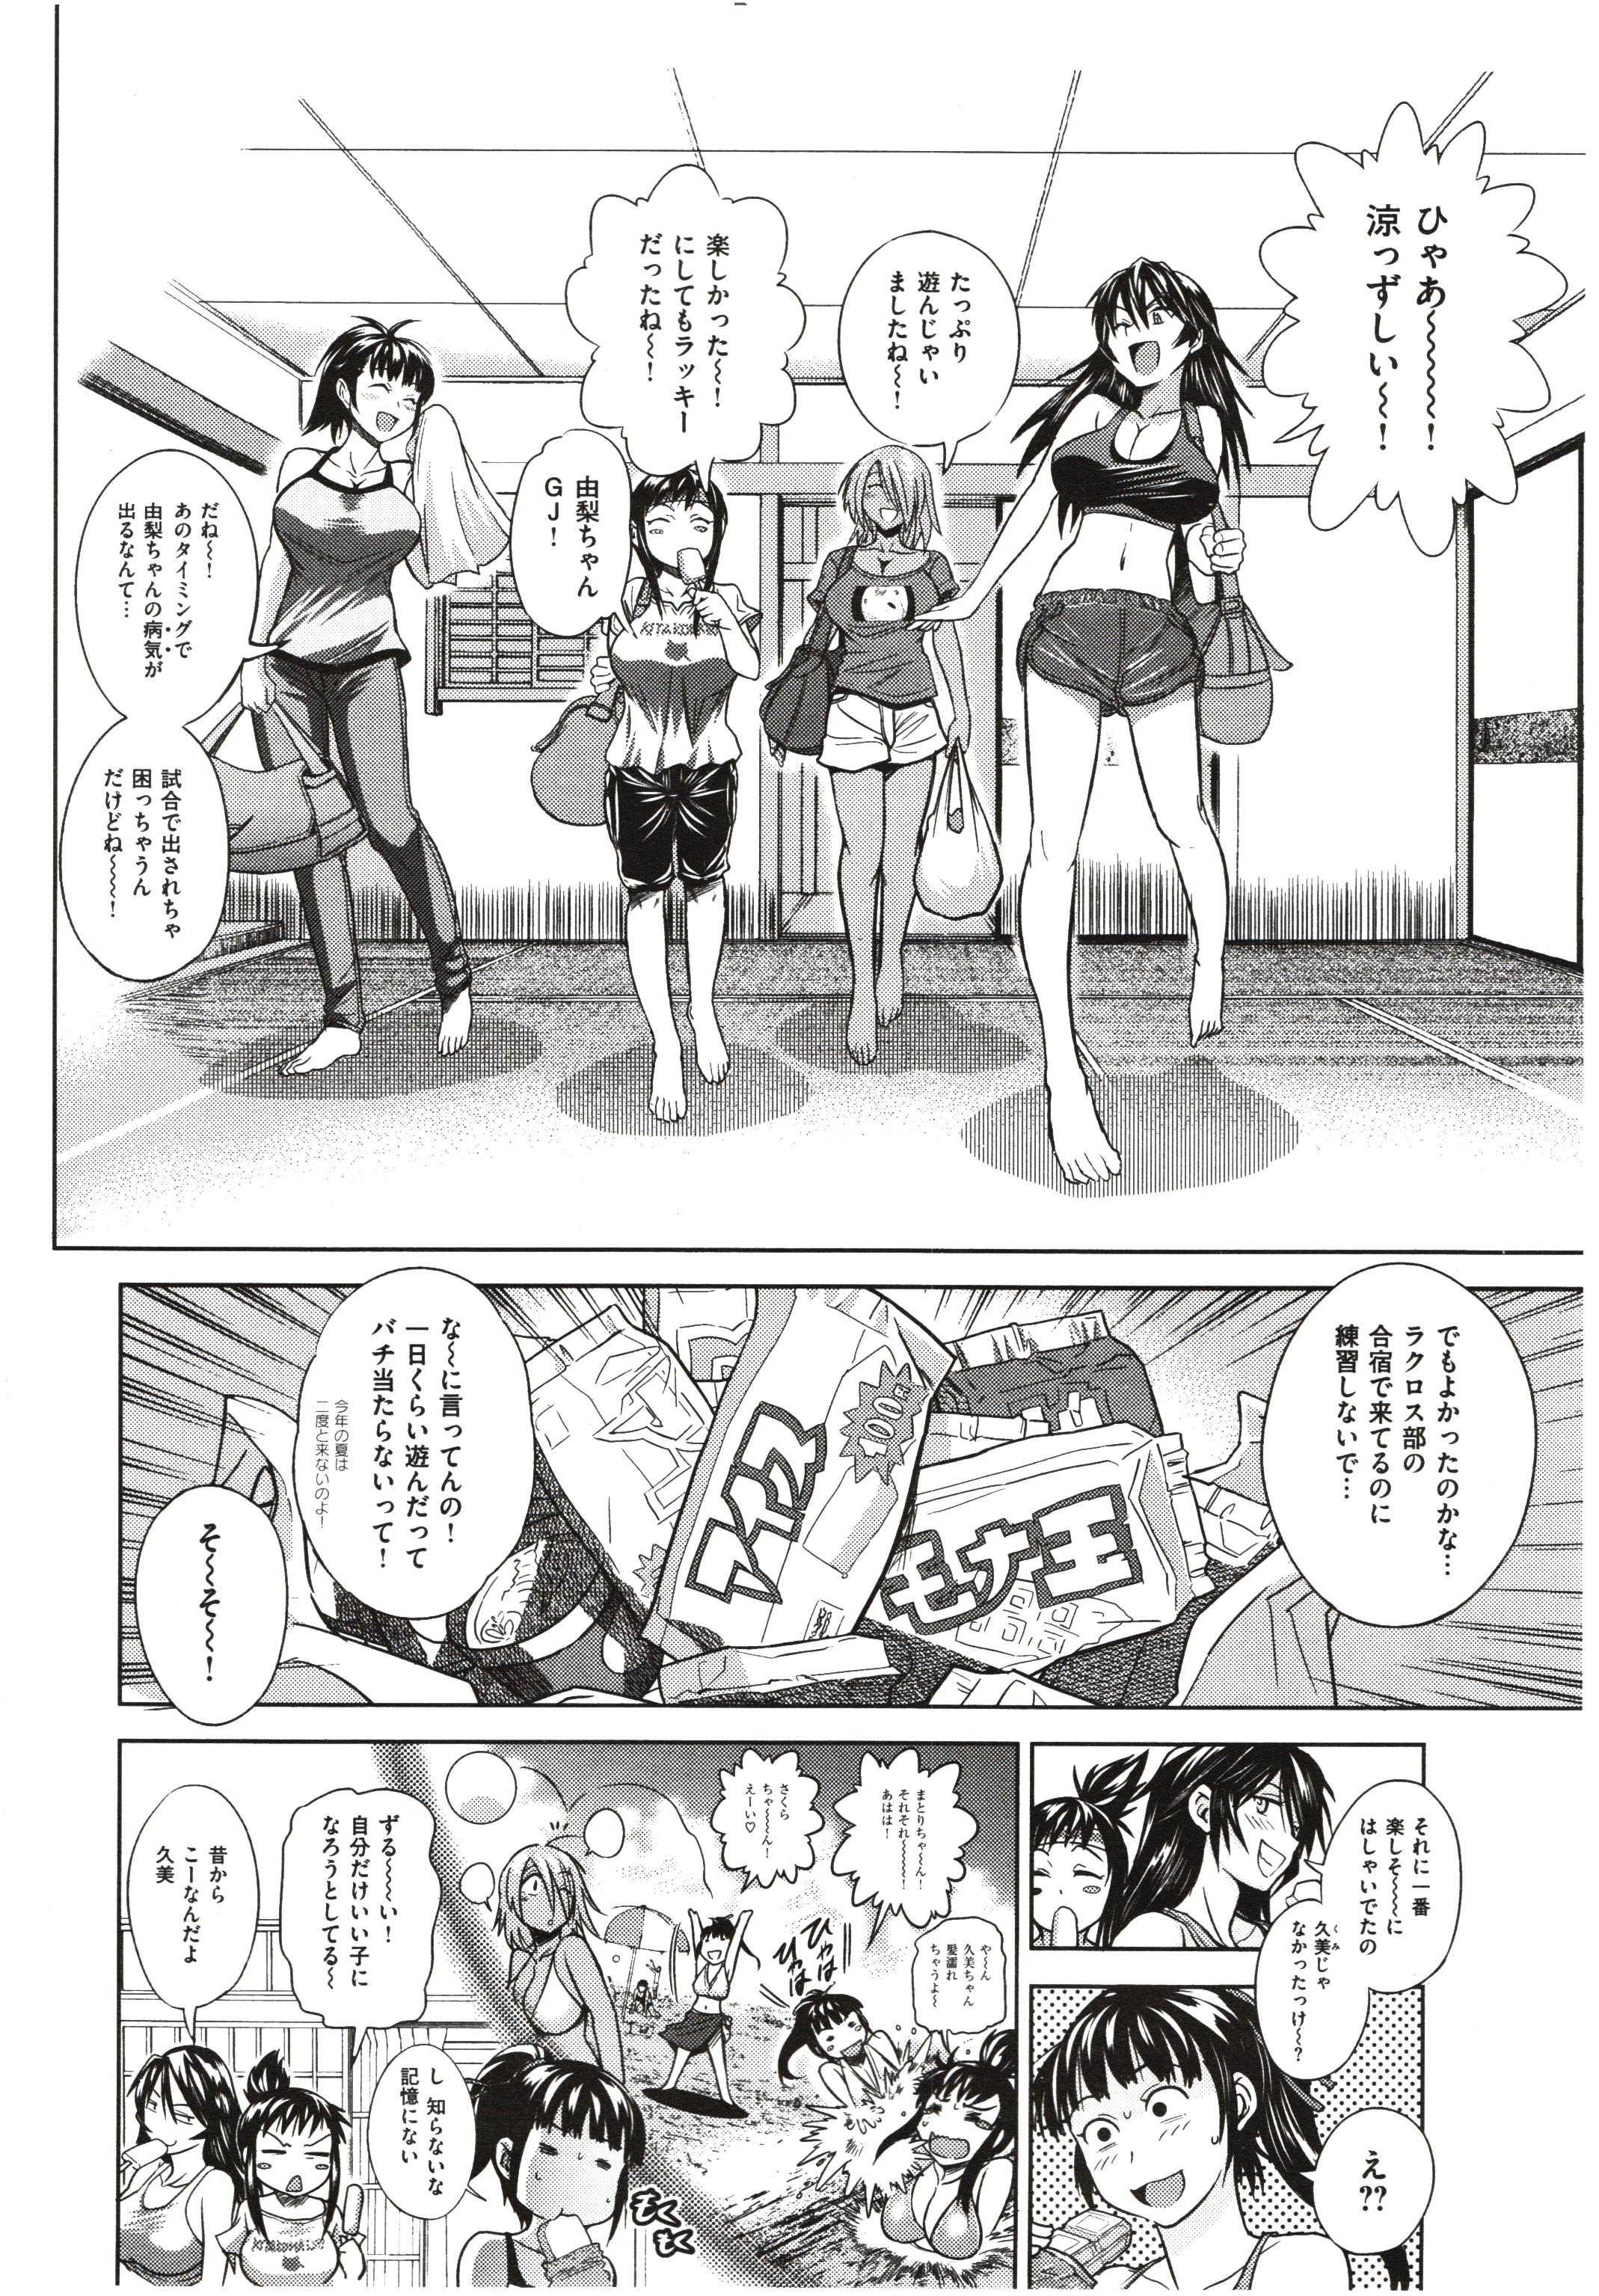 ひゃあ〜〜〜〜！
涼っずしい〜〜！
たっぷり
遊んじゃい
ましたね〜！
楽しかった〜！
にしてもラッキー
だったね〜！
由梨ちゃん
GJ！
だね〜！
あのタイミングで
由梨ちゃんの病気が
出るなんて…
試合で出されちゃ
困っちゃうん
だけどね〜〜！
でもよかったのかな…
ラクロス部の
合宿で来てるのに
練習しないで…
な〜に言ってんの！
一日くらい遊んだって
バチ当たらないって！
今年の夏は
二度と来ないのよ！
そ〜そ〜！
100円
アイス
モナ王
それに一番
楽しそ〜〜に
はしゃいでたの
久美じゃ
くみ
なかったっけ〜？
え??
まとりちゃ〜ん！
それそれ〜〜〜！
あはは！
さくら
ちゃ〜〜ん！
えーい♡
や〜ん
久美ちゃん
髪濡れ
ちゃうよ〜
ひゃは
ひゃは
ずる〜〜い！
自分だけいい子に
なろうとしてる〜
し 知らないな
記憶にない
もくもく
昔から
こーなんだよ
久美